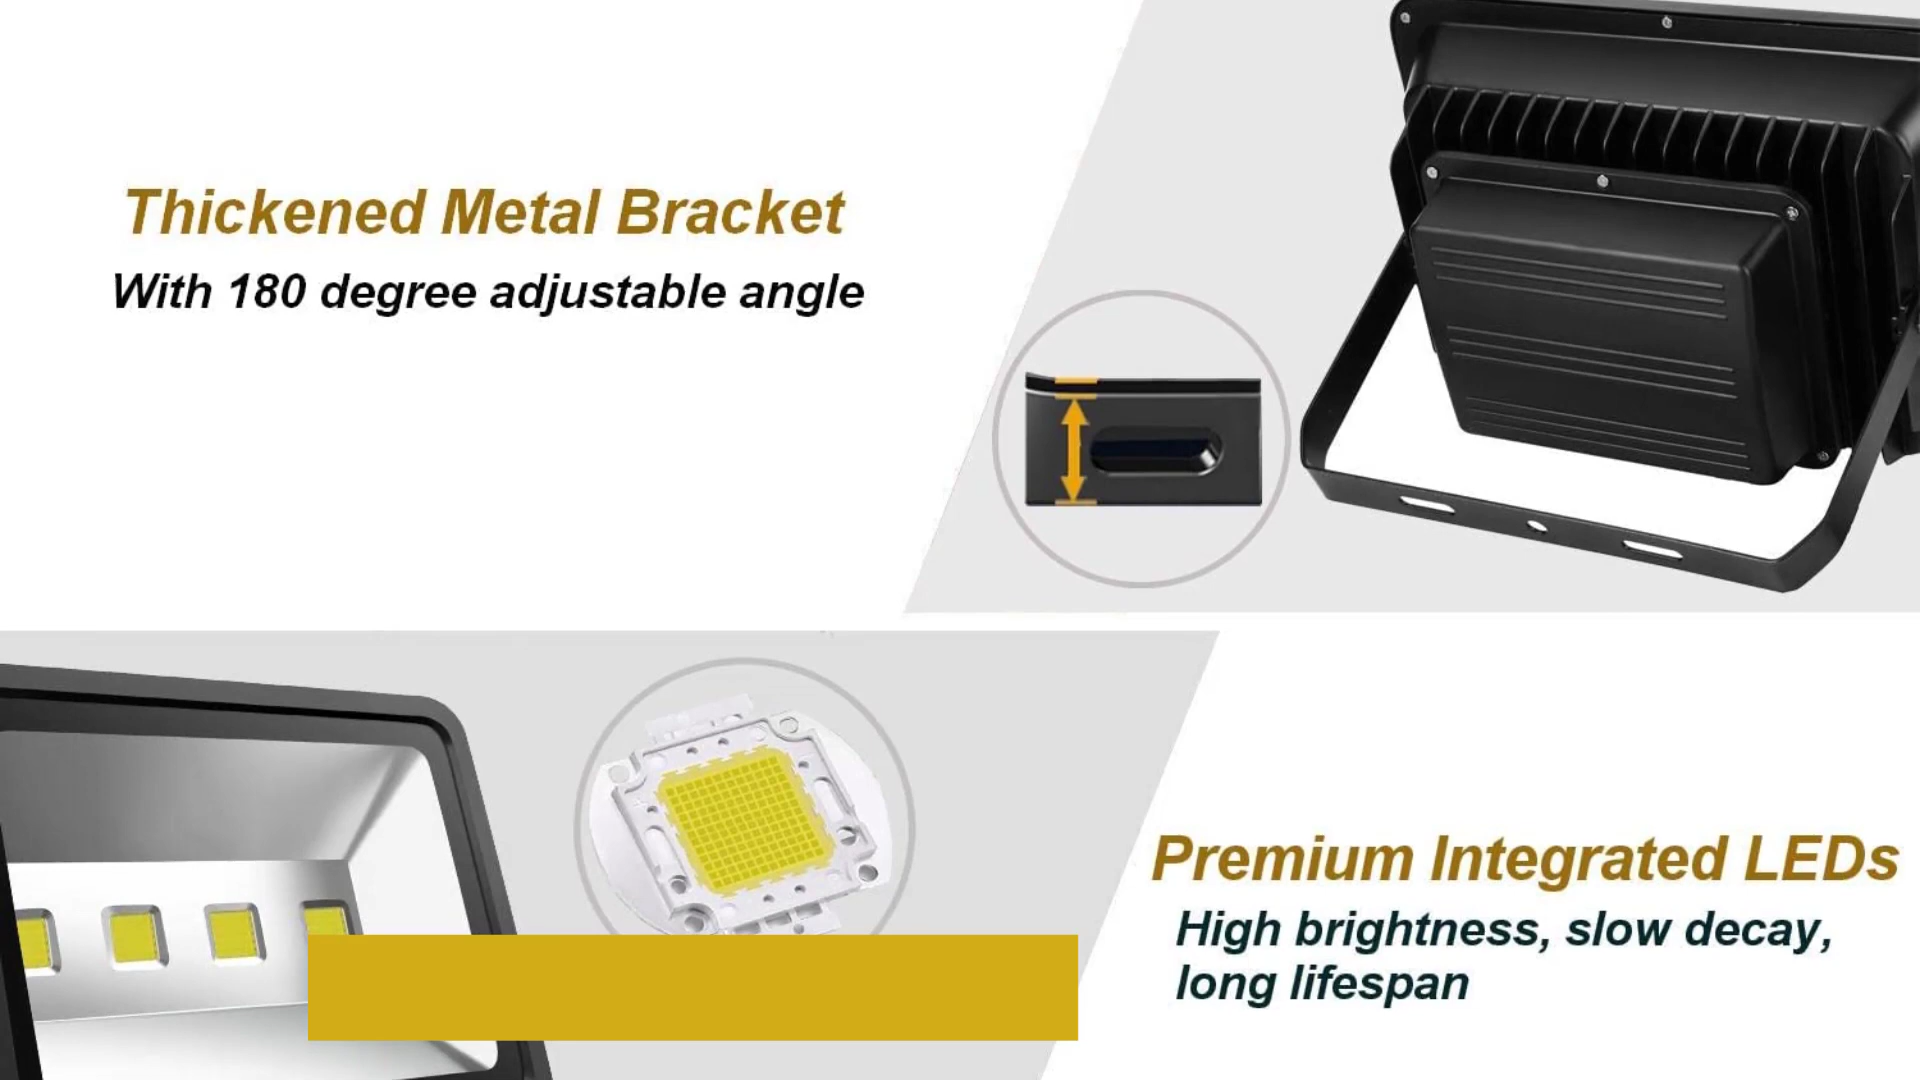 Thickened Metal Bracket
With 180 degree adjustable angle
Premium Integrated LEDs
High brightness, slow decay,
long lifespan